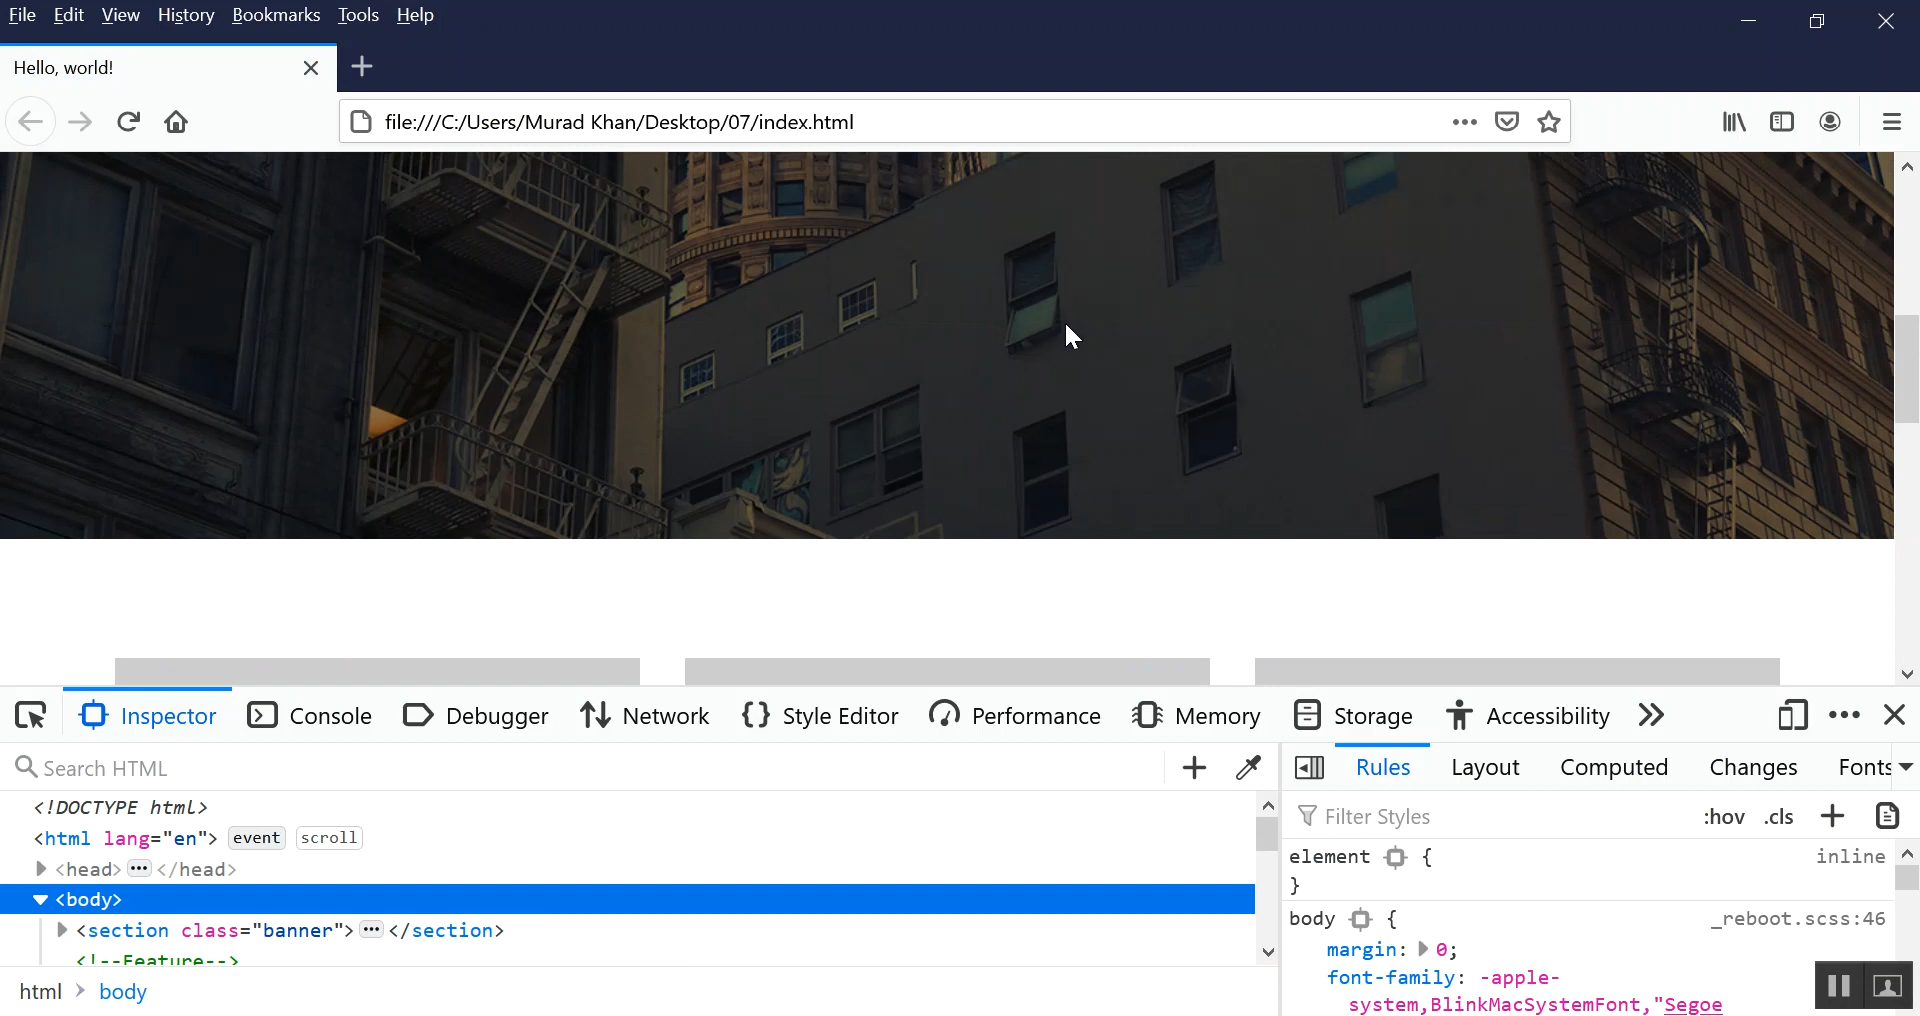 File Edit View History Bookmarks Tools Help
Hello, world!
file:///C:/Users/Murad Khan/Desktop/07/index.html
Inspector Console Debugger Network Style Editor Performance Memory Storage Accessibility
Search HTML
Rules Layout Computed Changes Fonts
<!DOCTYPE html>
Filter Styles :hov .cls
<html lang="en"> event scroll
element { inline
<head> ··· </head>
}
<body>
body { _reboot.scss:46
<section class="banner"> ··· </section>
margin: 0;
<!--Feature-->
font-family: -apple-
html body
system,BlinkMacSystemFont,"Segoe